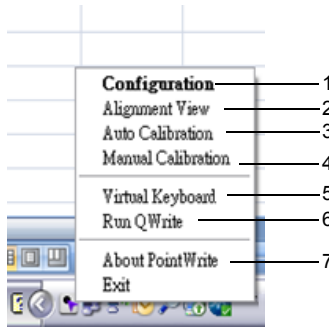 Configuration 1
Alignment View 2
Auto Calibration 3
Manual Calibration 4
Virtual Keyboard 5
Run QWrite 6
About PointWrite 7
Exit